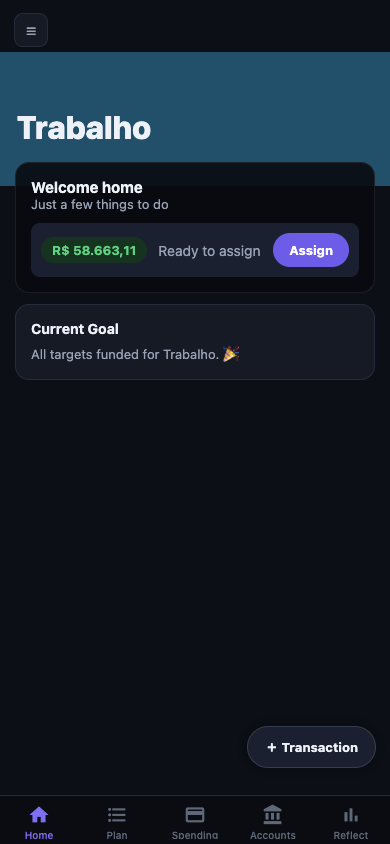 Trabalho
Welcome home
Just a few things to do
R$ 58.663,11 Ready to assign Assign
Current Goal
All targets funded for Trabalho. 🎉
+ Transaction
Home Plan Spending Accounts Reflect